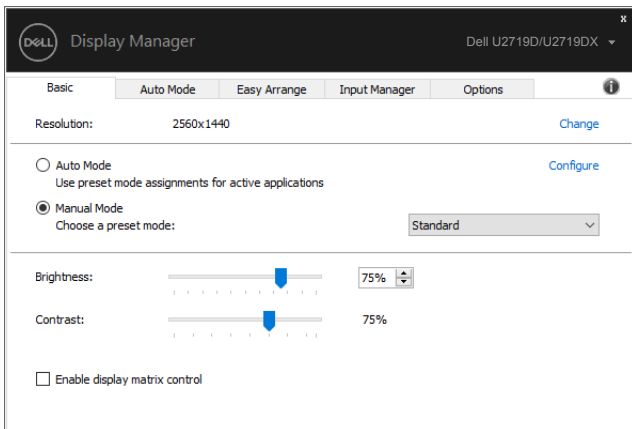 x
DELL Display Manager Dell U2719D/U2719DX
Basic Auto Mode Easy Arrange Input Manager Options i
Resolution: 2560x1440 Change
Auto Mode Configure
Use preset mode assignments for active applications
Manual Mode
Choose a preset mode: Standard
Brightness: 75%
Contrast: 75%
Enable display matrix control